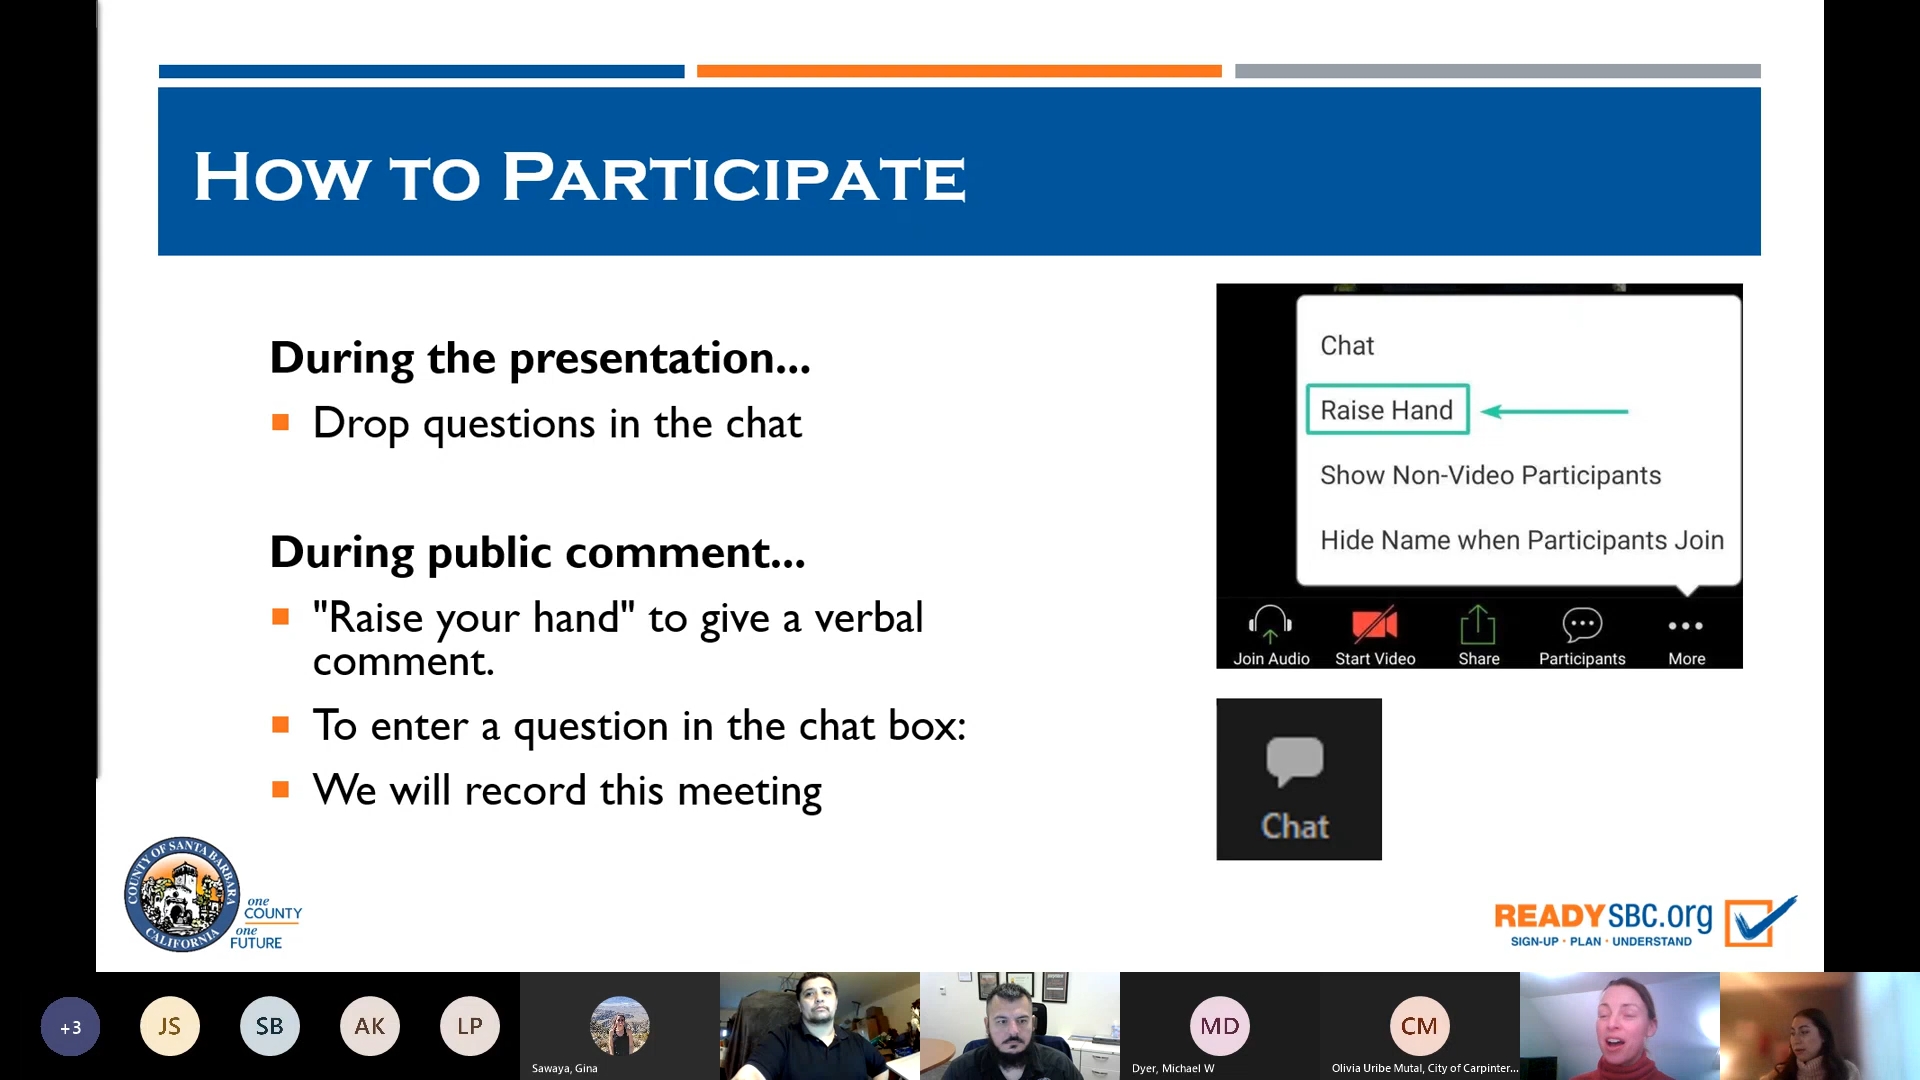 How to Participate
During the presentation...
Drop questions in the chat
During public comment...
"Raise your hand" to give a verbal
comment.
To enter a question in the chat box:
We will record this meeting
Chat
Raise Hand
Show Non-Video Participants
Hide Name when Participants Join
Join Audio
Start Video
Share
Participants
More
Chat
COUNTY OF SANTA BARBARA
CALIFORNIA
one
COUNTY
one
FUTURE
READYSBC.org
SIGN-UP · PLAN · UNDERSTAND
+3
JS
SB
AK
LP
Sawaya, Gina
MD
Dyer, Michael W
CM
Olivia Uribe Mutal, City of Carpinter...